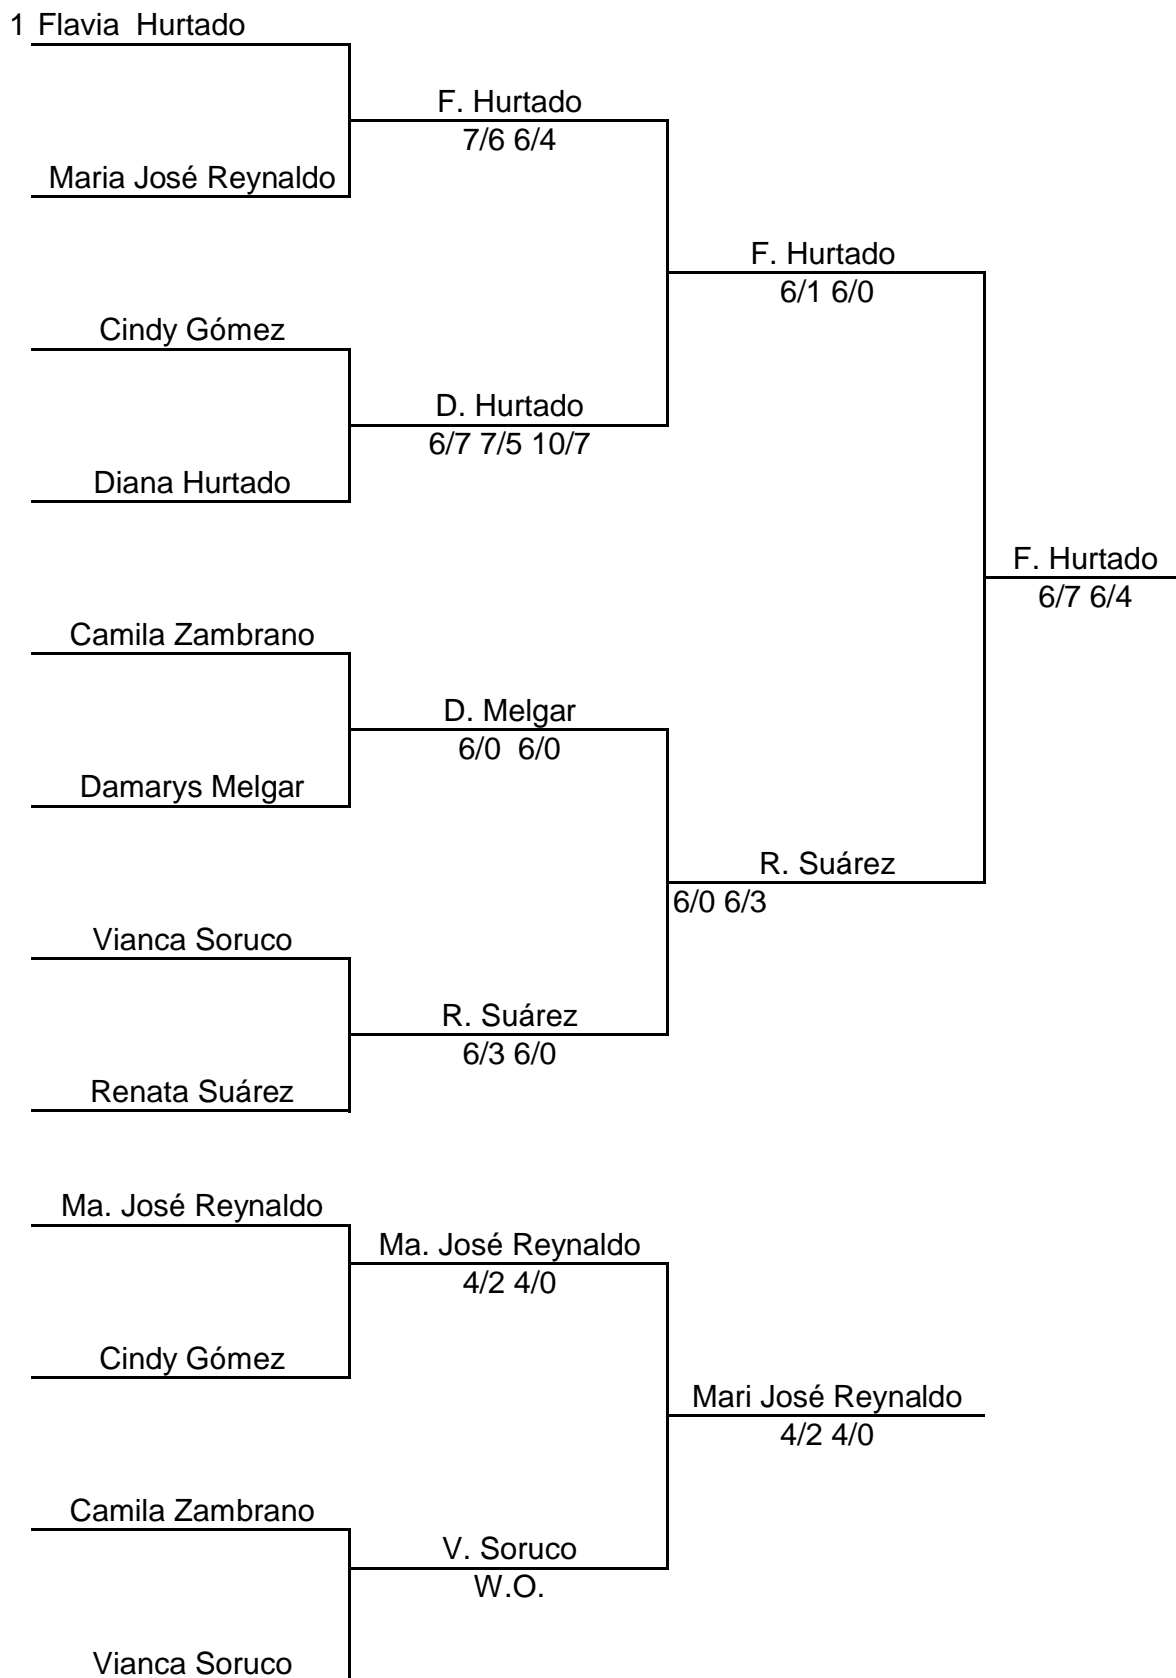 1 Flavia  Hurtado
F. Hurtado
7/6 6/4
Maria José Reynaldo
F. Hurtado
6/1 6/0
Cindy Gómez
D. Hurtado
6/7 7/5 10/7
Diana Hurtado
F. Hurtado
6/7 6/4
Camila Zambrano
D. Melgar
6/0  6/0
Damarys Melgar
R. Suárez
6/0 6/3
Vianca Soruco
R. Suárez
6/3 6/0
Renata Suárez
Ma. José Reynaldo
Ma. José Reynaldo
4/2 4/0
Cindy Gómez
Mari José Reynaldo
4/2 4/0
Camila Zambrano
V. Soruco
W.O.
Vianca Soruco